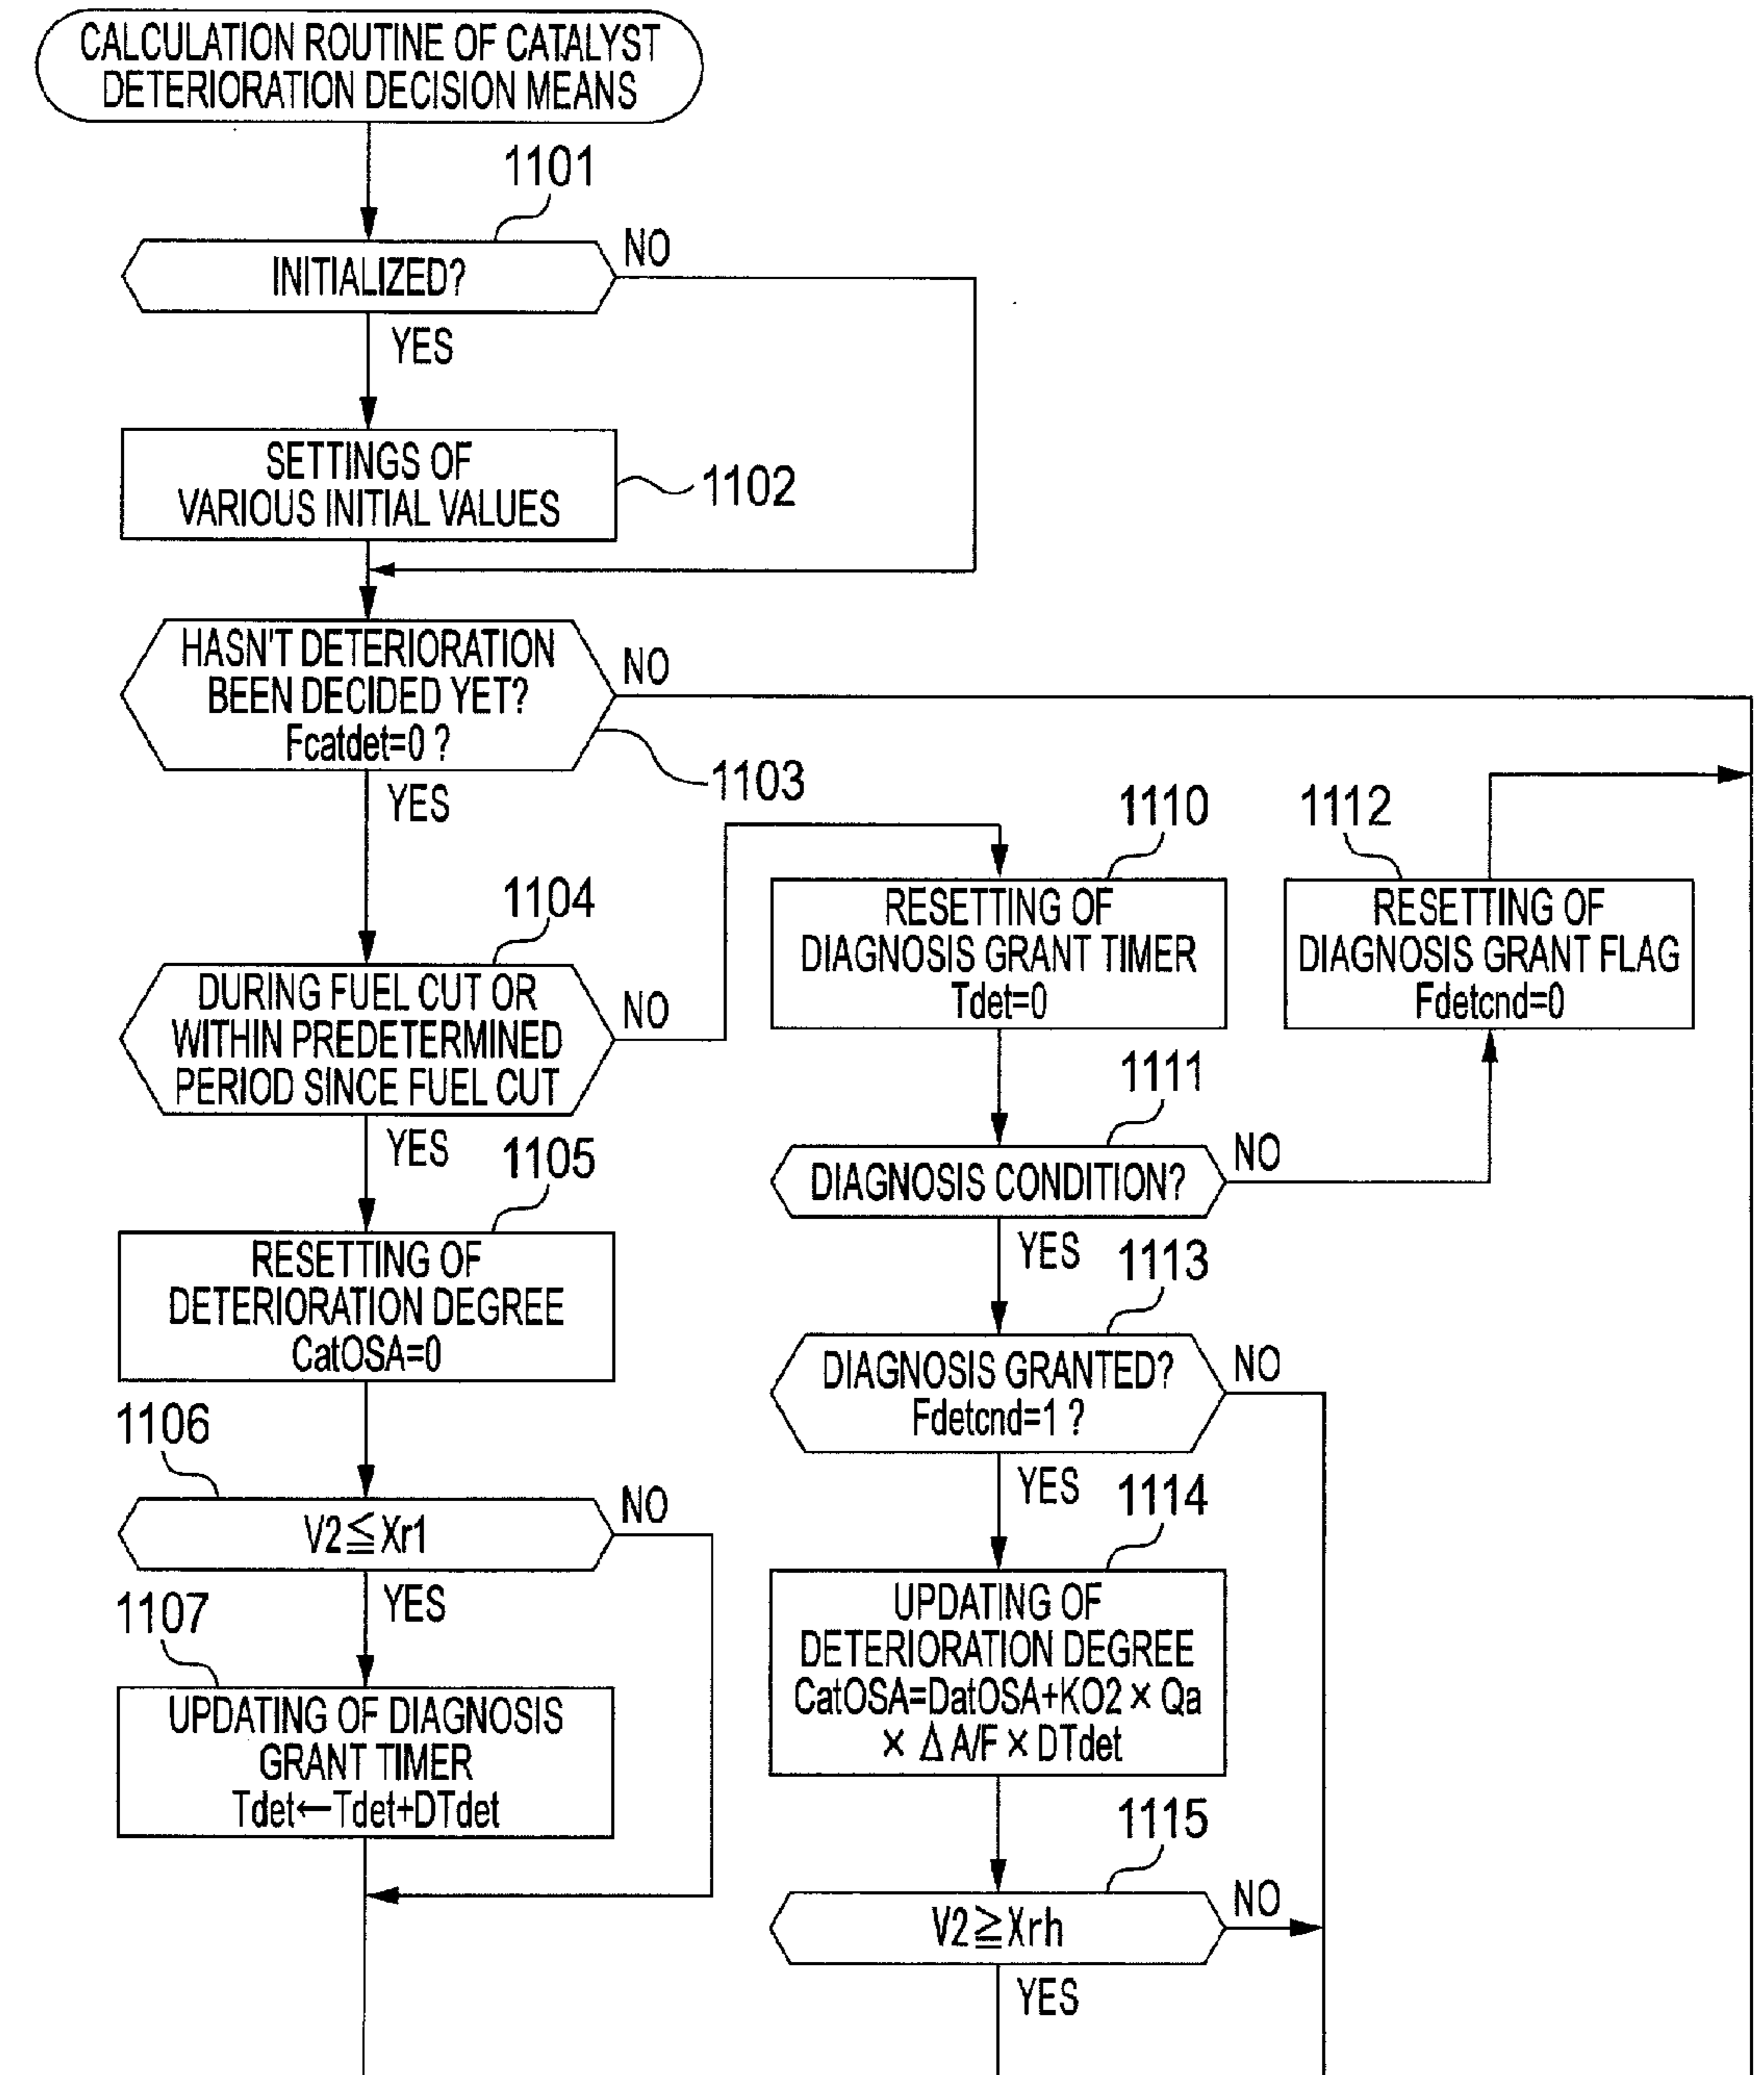 CALCULATION ROUTINE OF CATALYST
DETERIORATION DECISION MEANS
1101
INITIALIZED?
NO
YES
SETTINGS OF
VARIOUS INITIAL VALUES
1102
HASN'T DETERIORATION
BEEN DECIDED YET?
Fcatdet=0 ?
NO
1103
YES
1104
DURING FUEL CUT OR
WITHIN PREDETERMINED
PERIOD SINCE FUEL CUT
NO
YES
1105
RESETTING OF
DETERIORATION DEGREE
CatOSA=0
1106
V2≦Xr1
NO
YES
1107
UPDATING OF DIAGNOSIS
GRANT TIMER
Tdet←Tdet+DTdet
1110
RESETTING OF
DIAGNOSIS GRANT TIMER
Tdet=0
1112
RESETTING OF
DIAGNOSIS GRANT FLAG
Fdetcnd=0
1111
DIAGNOSIS CONDITION?
NO
YES
1113
DIAGNOSIS GRANTED?
Fdetcnd=1 ?
NO
YES
1114
UPDATING OF
DETERIORATION DEGREE
CatOSA=DatOSA+KO2 × Qa
× Δ A/F × DTdet
1115
V2≧Xrh
NO
YES